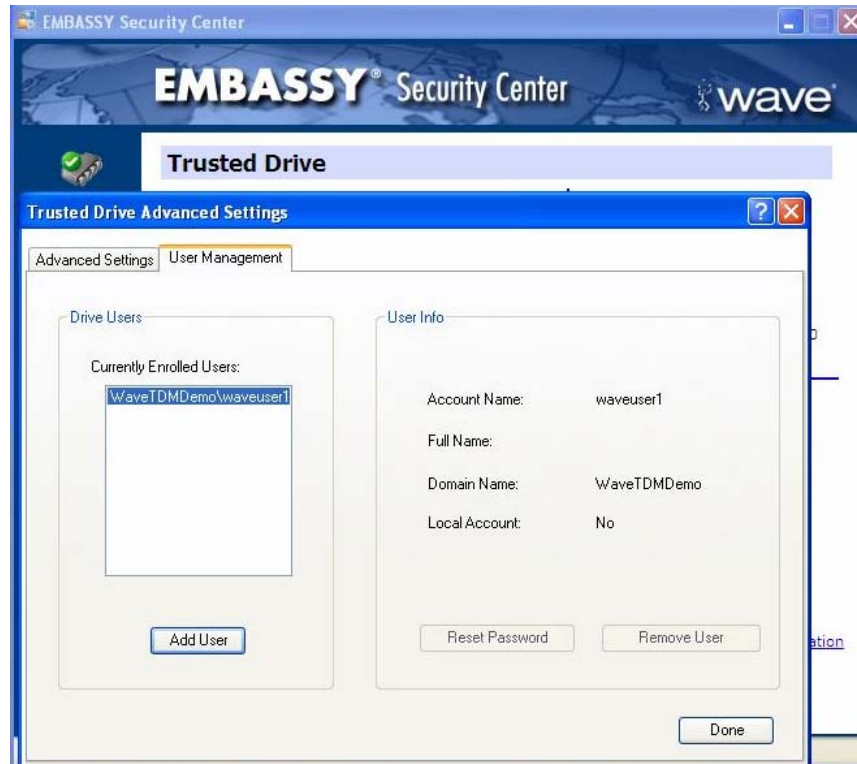 EMBASSY Security Center
EMBASSY® Security Center
wave
Trusted Drive
Trusted Drive Advanced Settings
Advanced Settings
User Management
Drive Users
Currently Enrolled Users:
WaveTDMDemo\waveuser1
Add User
User Info
Account Name: waveuser1
Full Name:
Domain Name: WaveTDMDemo
Local Account: No
Reset Password
Remove User
ation
Done